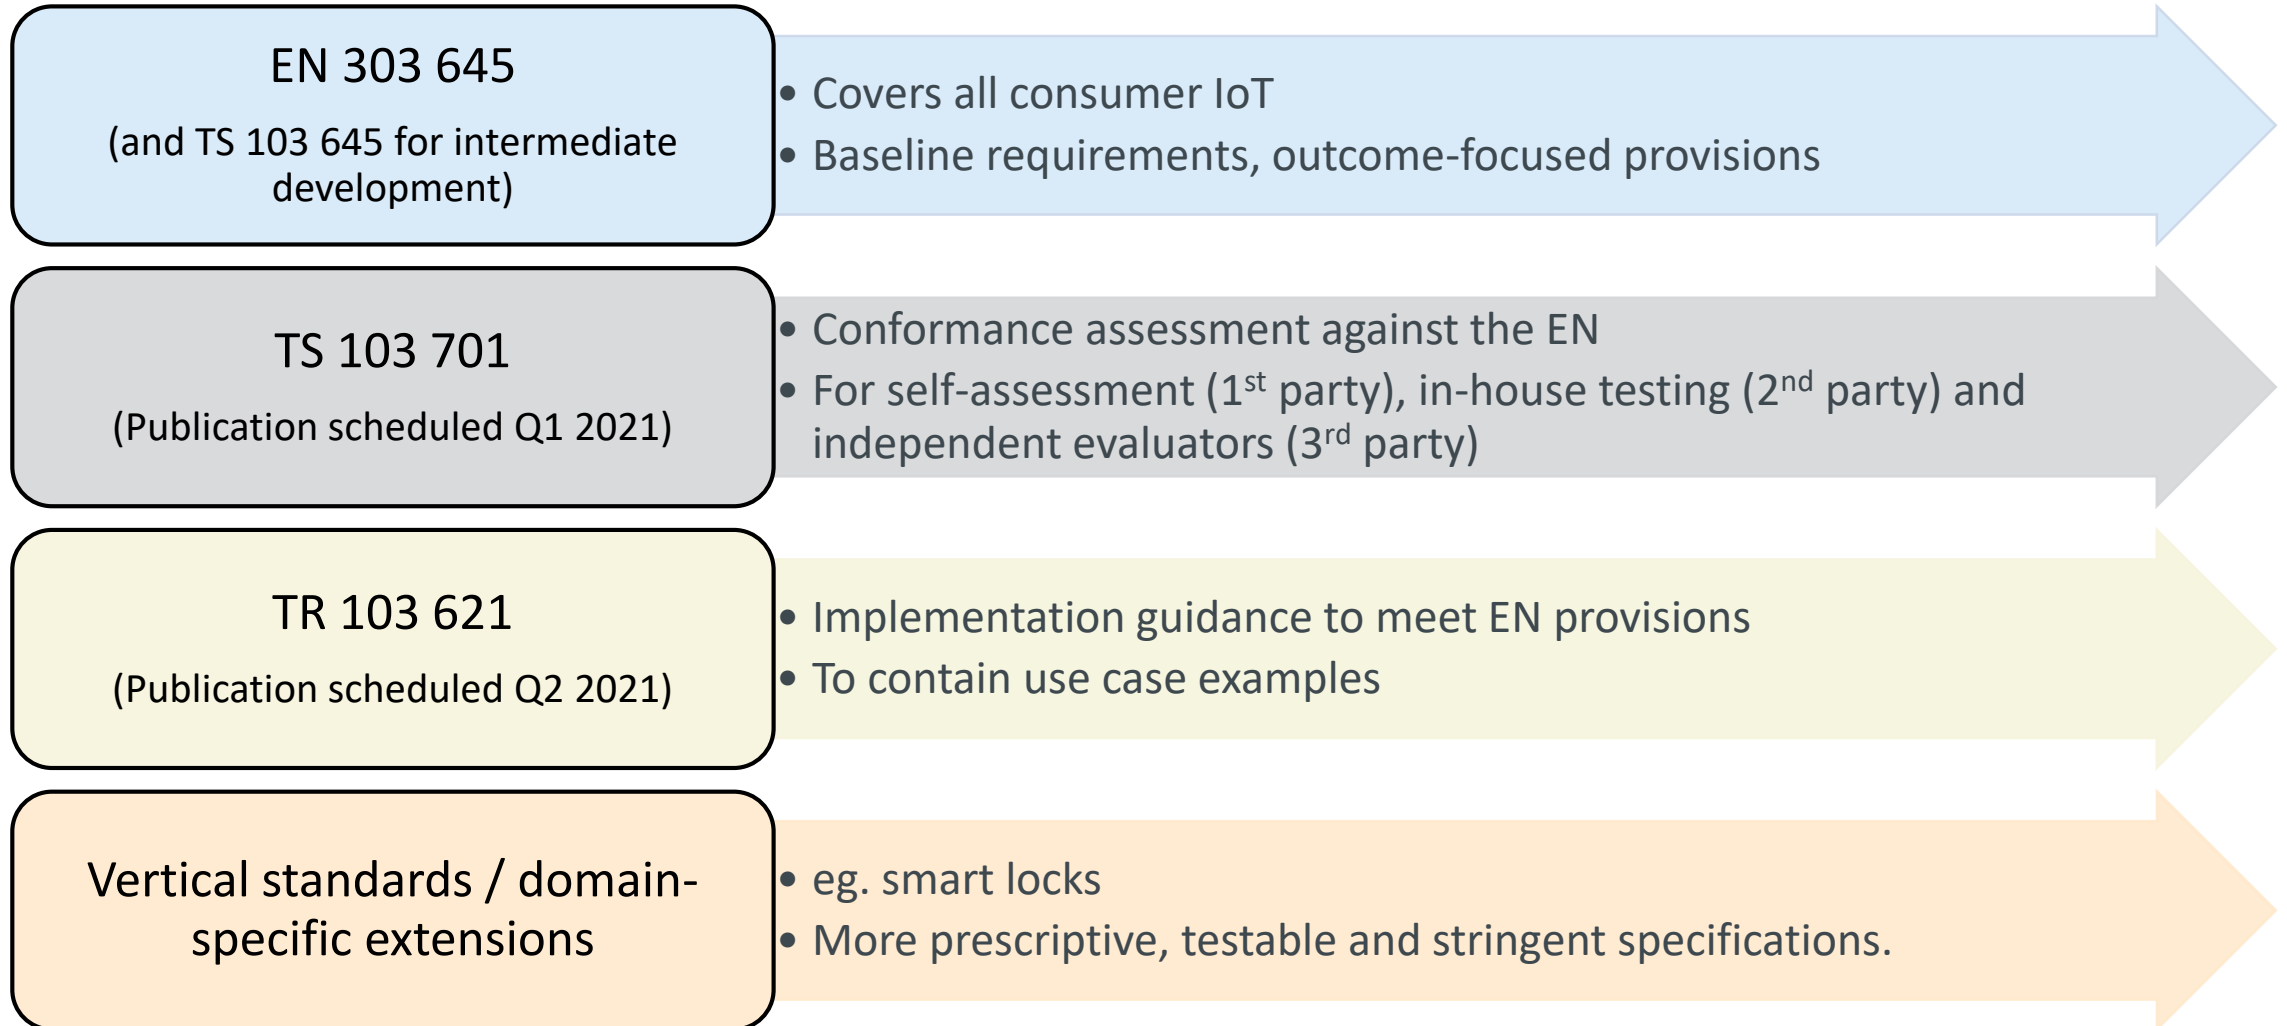 EN 303 645
(and TS 103 645 for intermediate
development)
• Covers all consumer IoT
• Baseline requirements, outcome-focused provisions
TS 103 701
(Publication scheduled Q1 2021)
• Conformance assessment against the EN
• For self-assessment (1st party), in-house testing (2nd party) and
independent evaluators (3rd party)
TR 103 621
(Publication scheduled Q2 2021)
• Implementation guidance to meet EN provisions
• To contain use case examples
Vertical standards / domain-
specific extensions
• eg. smart locks
• More prescriptive, testable and stringent specifications.